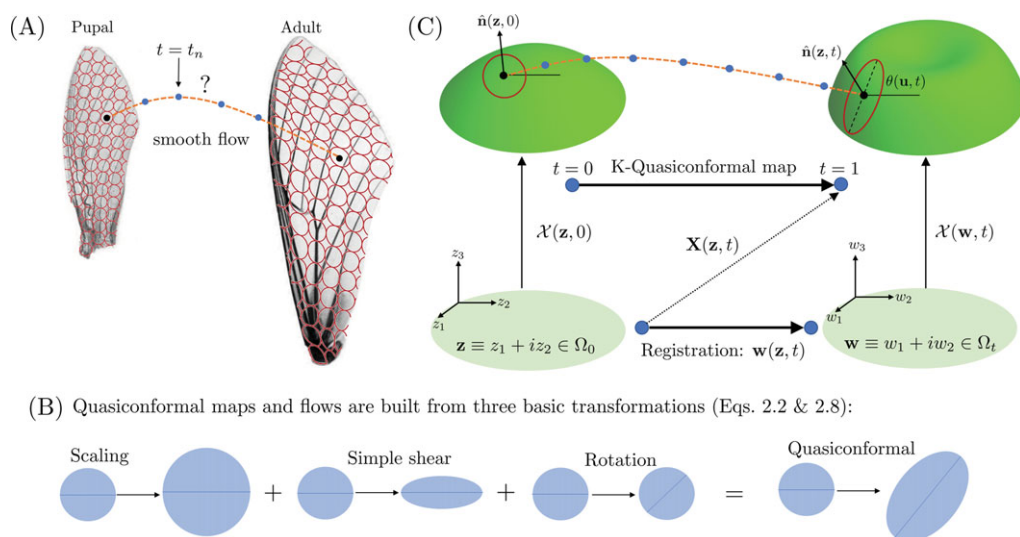 (A)
Pupal
Adult
t = tₙ
?
smooth flow
(C)
n̂(z, 0)
n̂(z, t)
θ(u, t)
t = 0
K-Quasiconformal map
t = 1
𝒳(z, 0)
X(z, t)
𝒳(w, t)
z₃
z₂
z₁
w₃
w₂
w₁
z ≡ z₁ + iz₂ ∈ Ω₀
Registration: w(z, t)
w ≡ w₁ + iw₂ ∈ Ωₜ
(B) Quasiconformal maps and flows are built from three basic transformations (Eqs. 2.2 & 2.8):
Scaling
Simple shear
Rotation
Quasiconformal
+
+
=